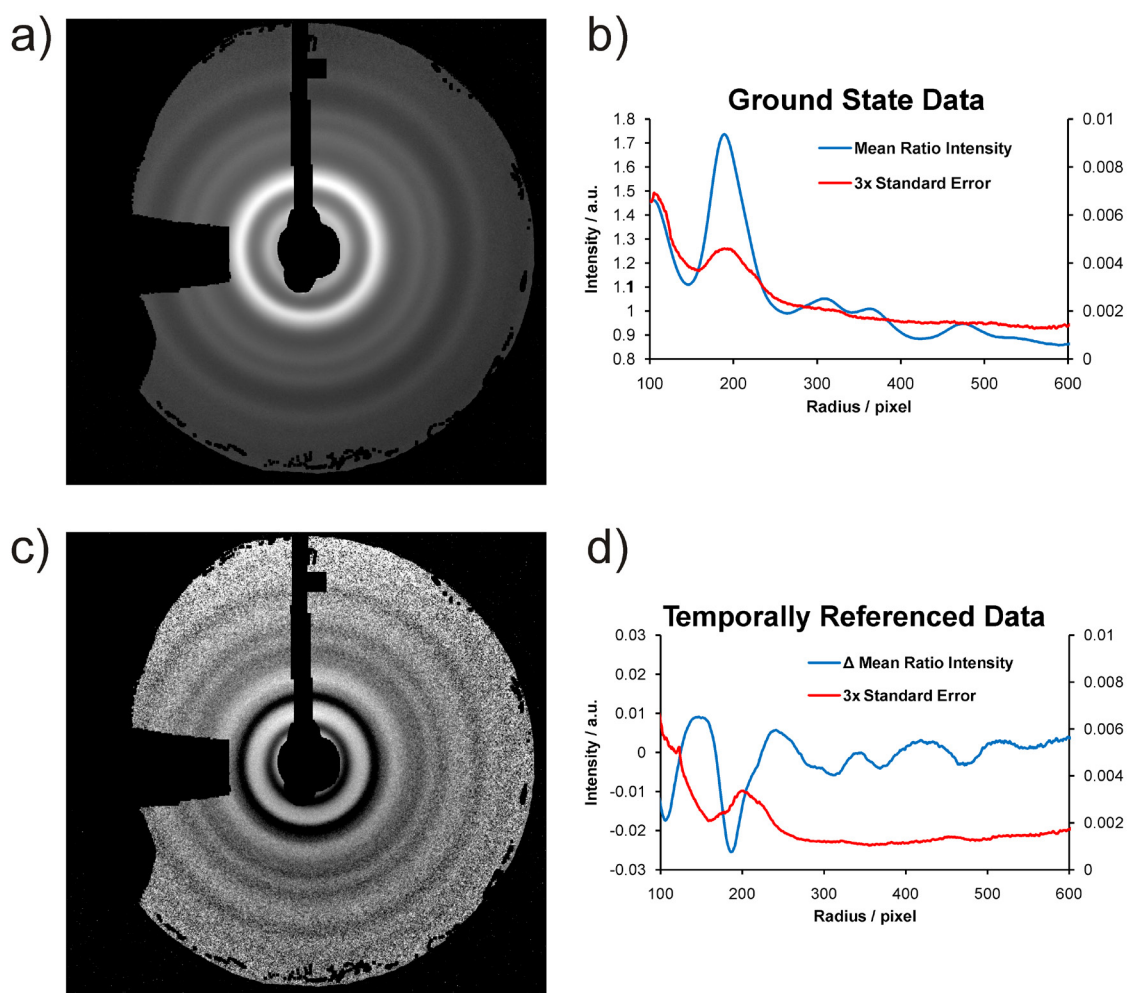 a)
b)
Ground State Data
Mean Ratio Intensity
3x Standard Error
Intensity / a.u.
1.8
1.7
1.6
1.5
1.4
1.3
1.2
1.1
1
0.9
0.8
0.01
0.008
0.006
0.004
0.002
0
100 200 300 400 500 600
Radius / pixel
c)
d)
Temporally Referenced Data
Δ Mean Ratio Intensity
3x Standard Error
Intensity / a.u.
0.03
0.02
0.01
0
-0.01
-0.02
-0.03
0.01
0.008
0.006
0.004
0.002
0
100 200 300 400 500 600
Radius / pixel